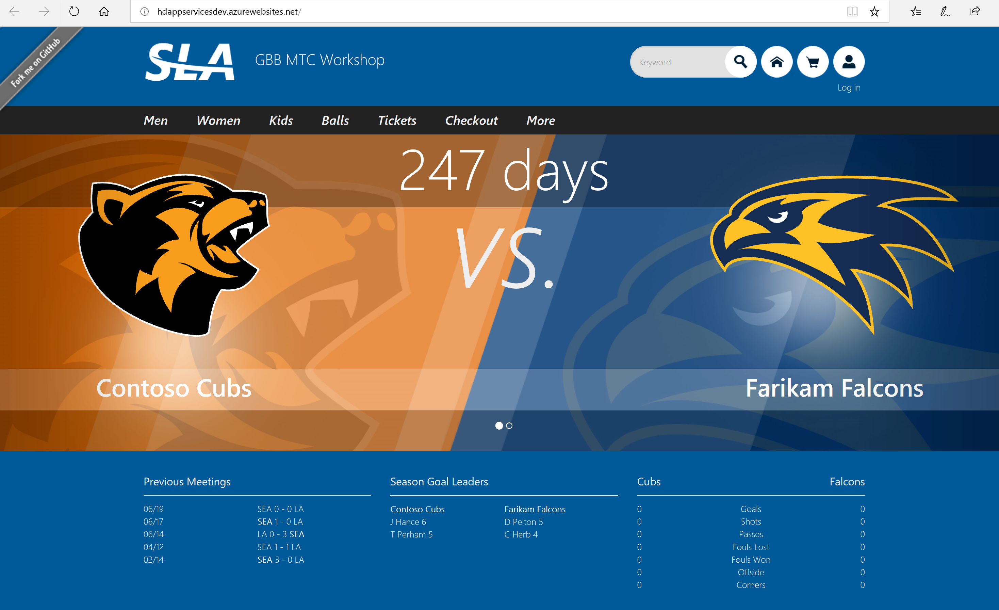 hdappservicesdev.azurewebsites.net/
Fork me on GitHub
SLA
GBB MTC Workshop
Keyword
Log in
Men Women Kids Balls Tickets Checkout More
247 days
VS.
Contoso Cubs
Farikam Falcons
Previous Meetings
06/19 SEA 0 - 0 LA
06/17 SEA 1 - 0 LA
06/14 LA 0 - 3 SEA
04/12 SEA 1 - 1 LA
02/14 SEA 3 - 0 LA
Season Goal Leaders
Contoso Cubs Farikam Falcons
J Hance 6 D Pelton 5
T Perham 5 C Herb 4
Cubs Falcons
0 Goals 0
0 Shots 0
0 Passes 0
0 Fouls Lost 0
0 Fouls Won 0
0 Offside 0
0 Corners 0